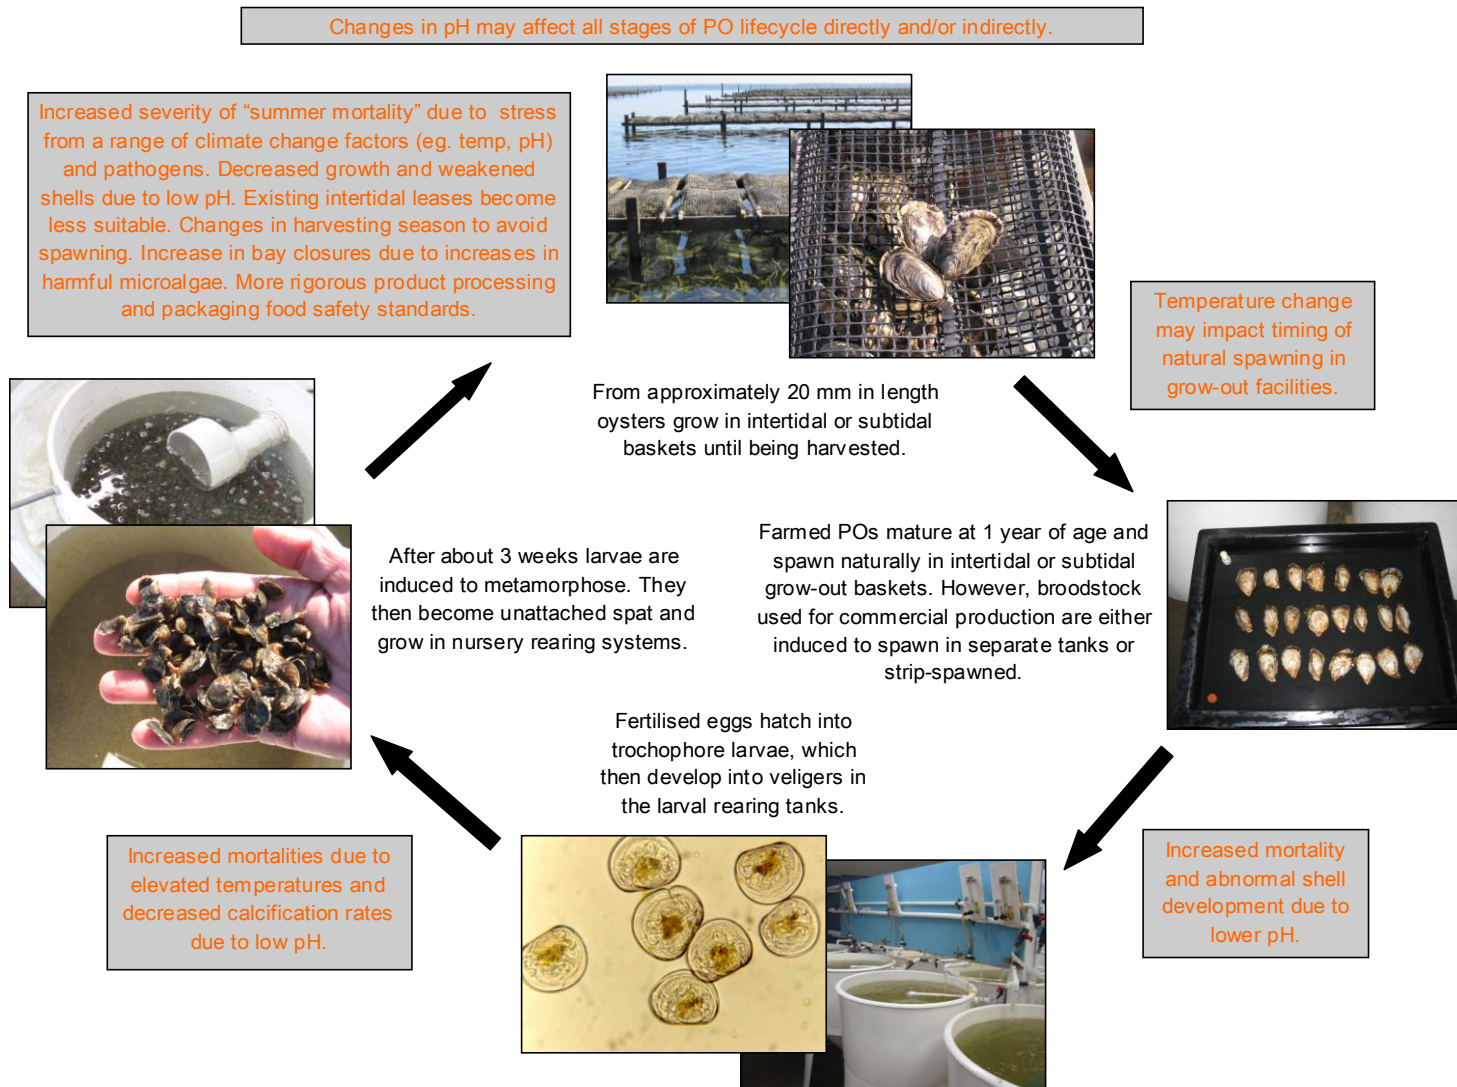 Changes in pH may affect all stages of PO lifecycle directly and/or indirectly.
Increased severity of “summer mortality” due to stress
from a range of climate change factors (eg. temp, pH)
and pathogens. Decreased growth and weakened
shells due to low pH. Existing intertidal leases become
less suitable. Changes in harvesting season to avoid
spawning. Increase in bay closures due to increases in
harmful microalgae. More rigorous product processing
and packaging food safety standards.
Temperature change
may impact timing of
natural spawning in
grow-out facilities.
From approximately 20 mm in length
oysters grow in intertidal or subtidal
baskets until being harvested.
After about 3 weeks larvae are
induced to metamorphose. They
then become unattached spat and
grow in nursery rearing systems.
Farmed POs mature at 1 year of age and
spawn naturally in intertidal or subtidal
grow-out baskets. However, broodstock
used for commercial production are either
induced to spawn in separate tanks or
strip-spawned.
Fertilised eggs hatch into
trochophore larvae, which
then develop into veligers in
the larval rearing tanks.
Increased mortalities due to
elevated temperatures and
decreased calcification rates
due to low pH.
Increased mortality
and abnormal shell
development due to
lower pH.